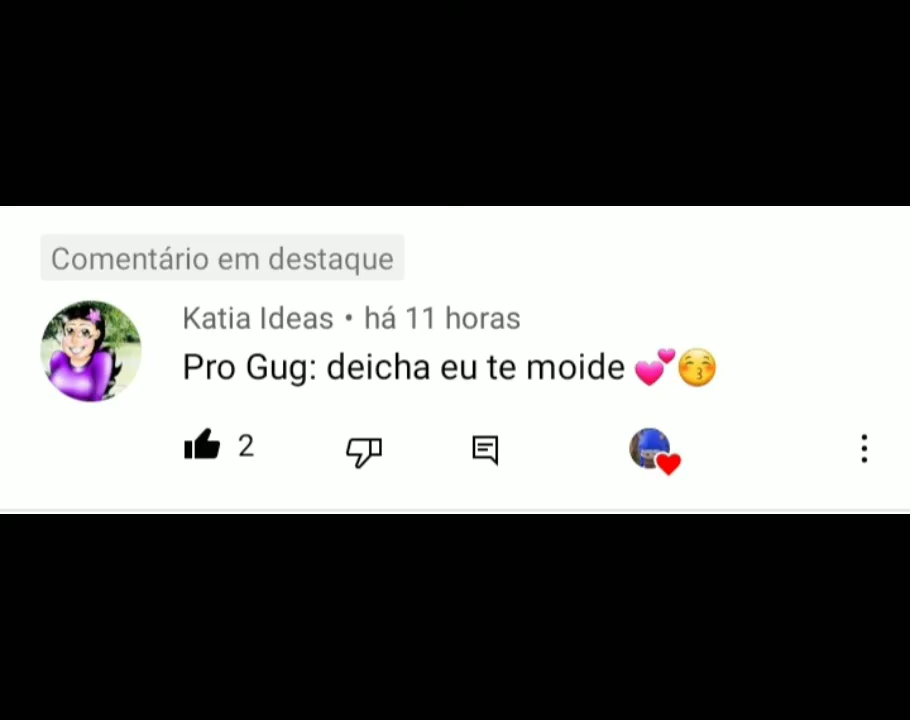 Comentário em destaque
Katia Ideas • há 11 horas
Pro Gug: deicha eu te moide 💕😚
2